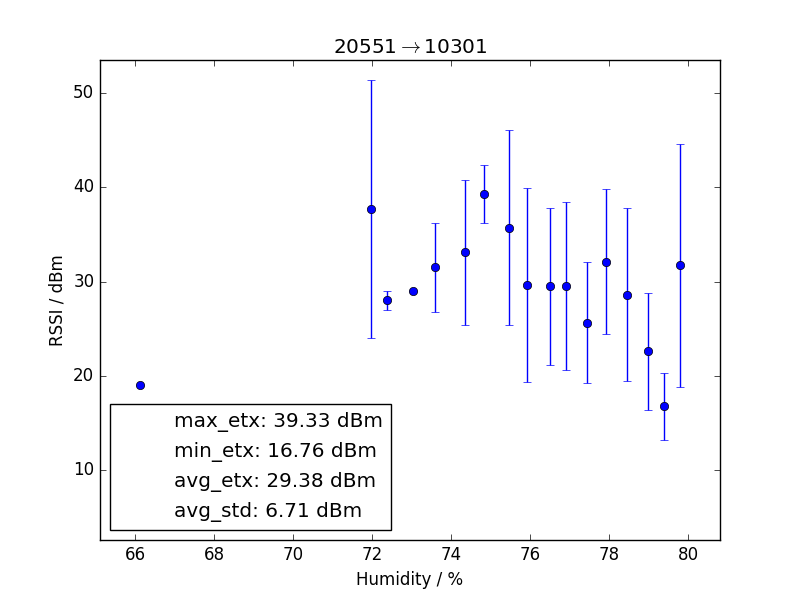 20551→10301
50
40
30
20
10
RSSI / dBm
max_etx: 39.33 dBm
min_etx: 16.76 dBm
avg_etx: 29.38 dBm
avg_std: 6.71 dBm
66 68 70 72 74 76 78 80
Humidity / %